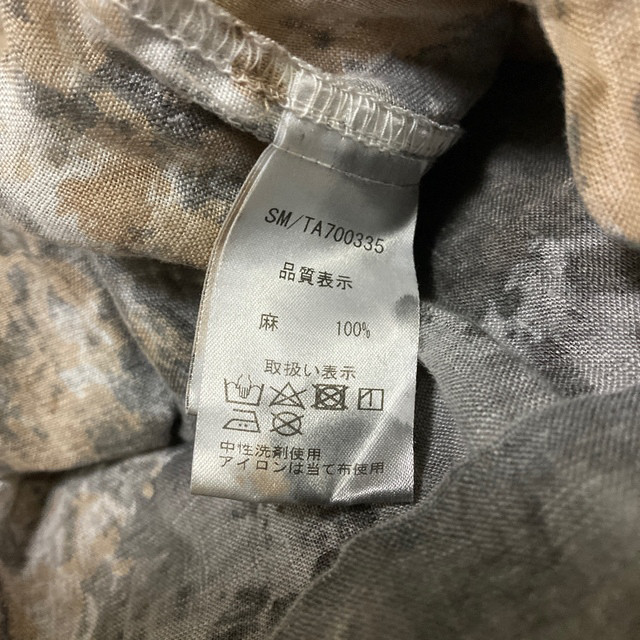 SM/TA700335
品質表示
麻 100%
取扱い表示
中性洗剤使用
アイロンは当て布使用